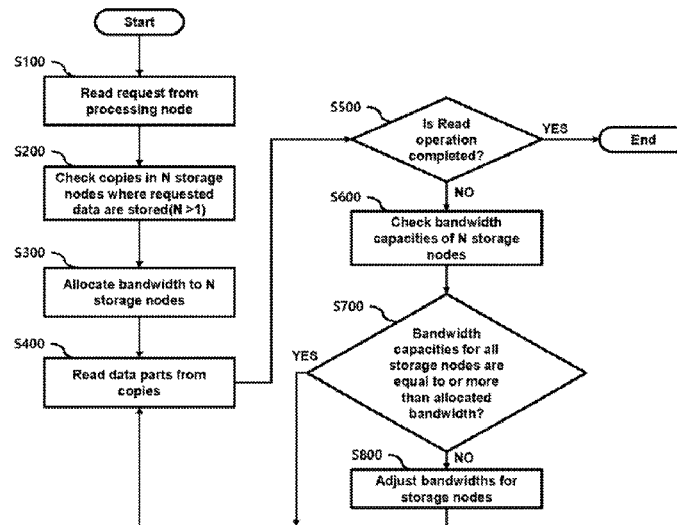 Start
S100
Read request from
processing node
S200
Check copies in N storage
nodes where requested
data are stored(N >1)
S300
Allocate bandwidth to N
storage nodes
S400
Read data parts from
copies
S500
Is Read
operation
completed?
YES
End
NO
S600
Check bandwidth
capacities of N storage
nodes
S700
YES
Bandwidth
capacities for all
storage nodes are
equal to or more
than allocated
bandwidth?
NO
S800
Adjust bandwidths for
storage nodes